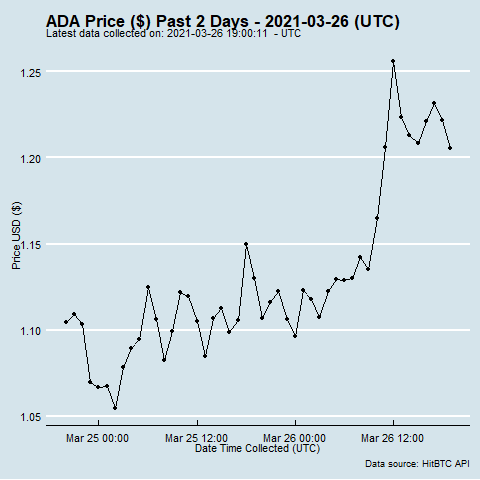 ADA Price ($) Past 2 Days - 2021-03-26 (UTC)
Latest data collected on: 2021-03-26 19:00:11 - UTC
1.25
1.20
1.15
1.10
1.05
Price USD ($)
Mar 25 00:00 Mar 25 12:00 Mar 26 00:00 Mar 26 12:00
Date Time Collected (UTC)
Data source: HitBTC API